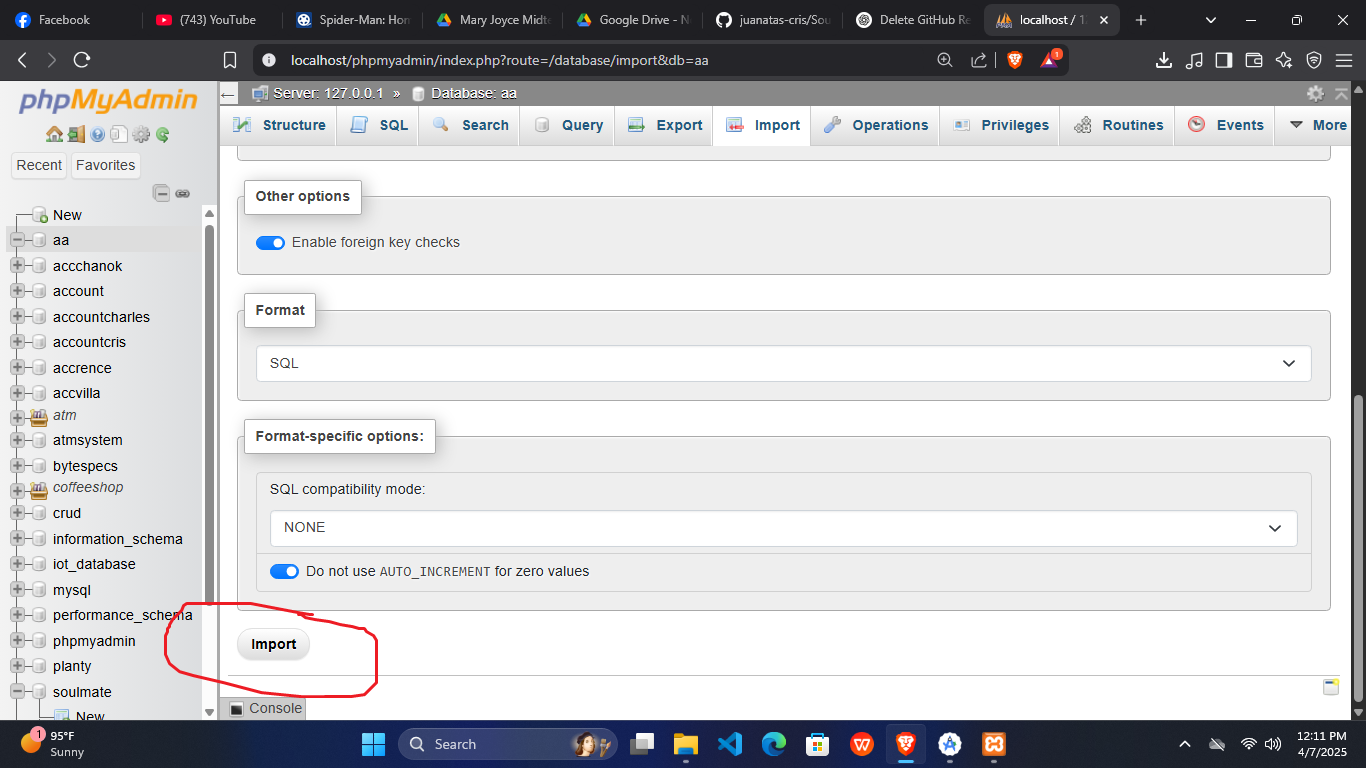 Facebook
(743) YouTube
Spider-Man: Hon
Mary Joyce Midte
Google Drive - N
juanatas-cris/Sou
Delete GitHub Re
localhost / 12
localhost/phpmyadmin/index.php?route=/database/import&db=aa
1
phpMyAdmin
Server: 127.0.0.1 » Database: aa
Structure
SQL
Search
Query
Export
Import
Operations
Privileges
Routines
Events
More
Recent
Favorites
New
aa
accchanok
account
accountcharles
accountcris
accrence
accvilla
atm
atmsystem
bytespecs
coffeeshop
crud
information_schema
iot_database
mysql
performance_schema
phpmyadmin
planty
soulmate
New
Other options
Enable foreign key checks
Format
SQL
Format-specific options:
SQL compatibility mode:
NONE
Do not use AUTO_INCREMENT for zero values
Import
Console
1
95°F
Sunny
Search
12:11 PM
4/7/2025